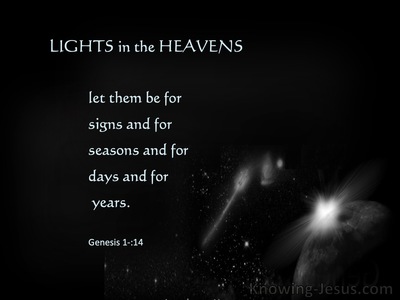 LIGHTS in the HEAVENS
let them be for
signs and for
seasons and for
days and for
years.
Genesis 1-:14
Knowing-Jesus.com